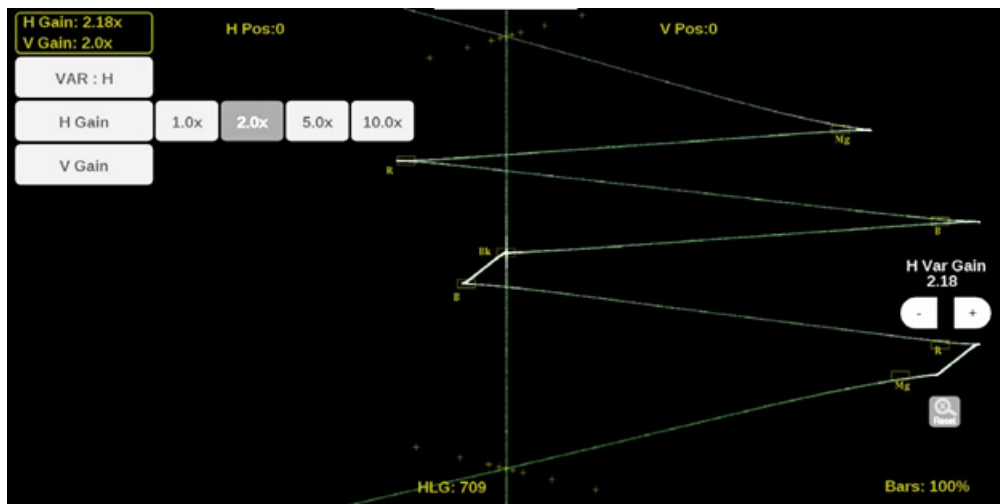 H Gain: 2.18x
V Gain: 2.0x
H Pos:0
V Pos:0
VAR : H
H Gain
1.0x
2.0x
5.0x
10.0x
V Gain
Mg
R
B
Bk
H Var Gain
2.18
-
+
B
R
Mg
Reset
HLG: 709
Bars: 100%